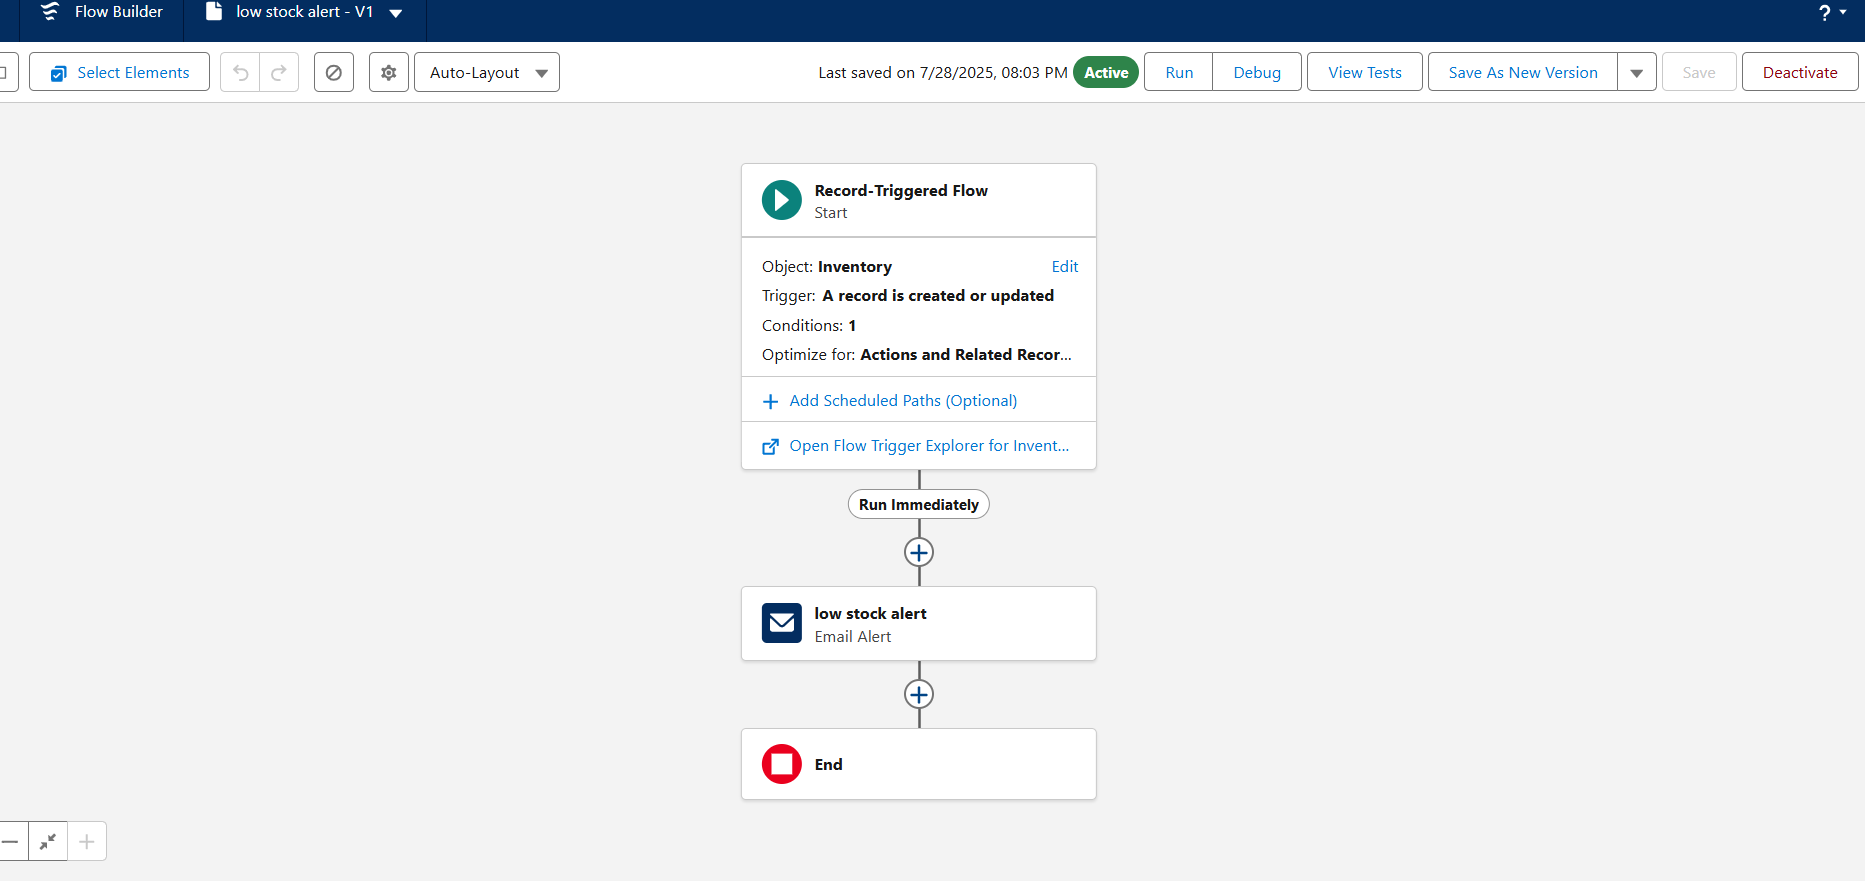 Flow Builder
low stock alert - V1
?
Select Elements
Auto-Layout
Last saved on 7/28/2025, 08:03 PM
Active
Run
Debug
View Tests
Save As New Version
Save
Deactivate
Record-Triggered Flow
Start
Object: Inventory
Edit
Trigger: A record is created or updated
Conditions: 1
Optimize for: Actions and Related Recor...
Add Scheduled Paths (Optional)
Open Flow Trigger Explorer for Invent...
Run Immediately
low stock alert
Email Alert
End